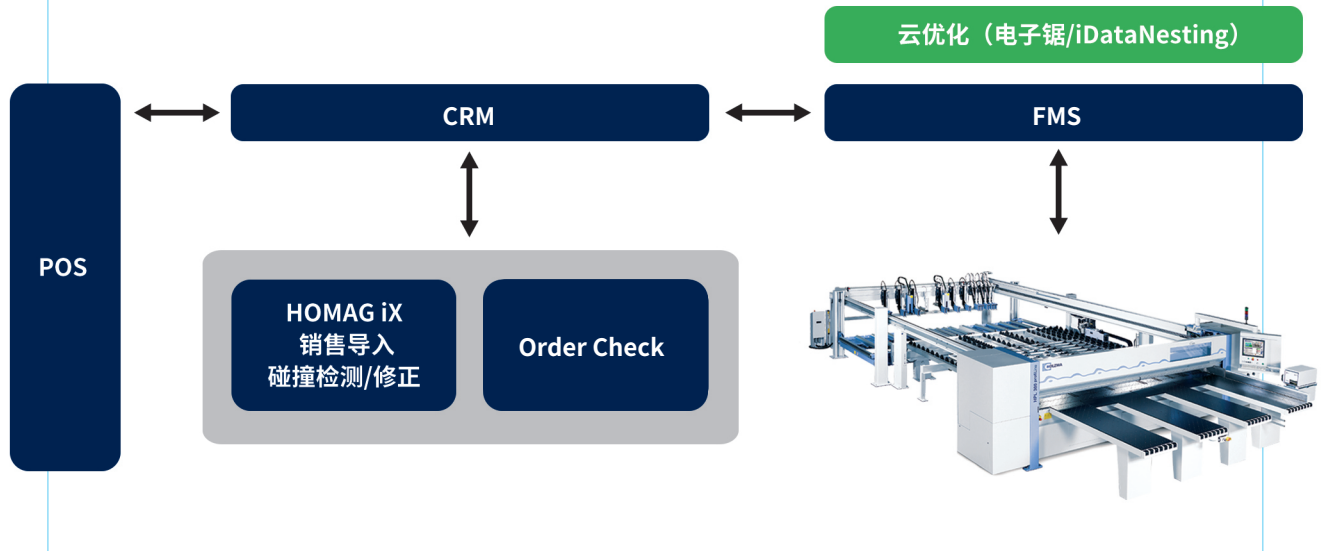 云优化（电子锯/iDataNesting）
POS
CRM
FMS
HOMAG iX
销售导入
碰撞检测/修正
Order Check